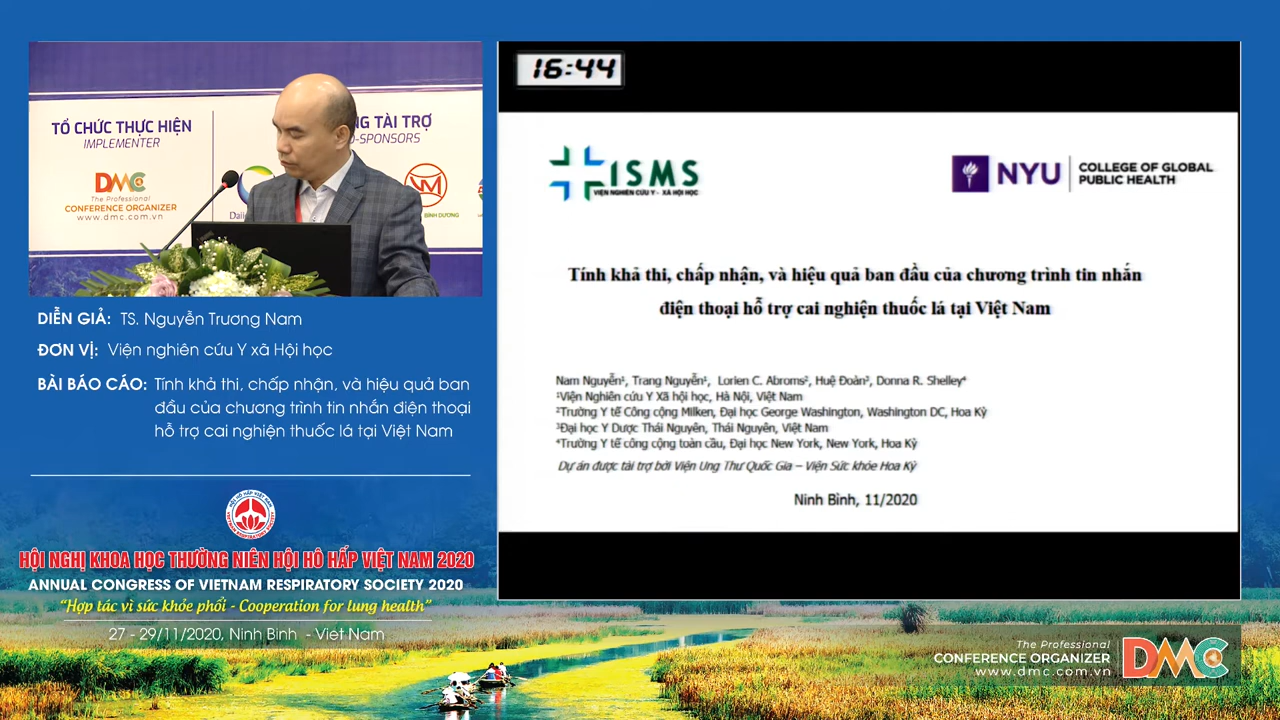 TỔ CHỨC THỰC HIỆN
IMPLEMENTER
DMC
The Professional
CONFERENCE ORGANIZER
www.dmc.com.vn
NG TÀI TRỢ
O-SPONSORS
BÌNH DƯƠNG
DIỄN GIẢ: TS. Nguyễn Trương Nam
ĐƠN VỊ: Viện nghiên cứu Y xã Hội học
BÀI BÁO CÁO: Tính khả thi, chấp nhận, và hiệu quả ban
đầu của chương trình tin nhắn điện thoại
hỗ trợ cai nghiện thuốc lá tại Việt Nam
HỘI HÔ HẤP VIỆT NAM
VIETNAM RESPIRATORY SOCIETY
HỘI NGHỊ KHOA HỌC THƯỜNG NIÊN HỘI HÔ HẤP VIỆT NAM 2020
ANNUAL CONGRESS OF VIETNAM RESPIRATORY SOCIETY 2020
“Hợp tác vì sức khỏe phổi - Cooperation for lung health”
27 - 29/11/2020, Ninh Binh - Viet Nam
16:44
ISMS
VIỆN NGHIÊN CỨU Y - XÃ HỘI HỌC
NYU
COLLEGE OF GLOBAL
PUBLIC HEALTH
Tính khả thi, chấp nhận, và hiệu quả ban đầu của chương trình tin nhắn
điện thoại hỗ trợ cai nghiện thuốc lá tại Việt Nam
Nam Nguyễn¹, Trang Nguyễn¹, Lorien C. Abroms², Huệ Đoàn³, Donna R. Shelley⁴
¹Viện Nghiên cứu Y Xã hội học, Hà Nội, Việt Nam
²Trường Y tế Công cộng Milken, Đại học George Washington, Washington DC, Hoa Kỳ
³Đại học Y Dược Thái Nguyên, Thái Nguyên, Việt Nam
⁴Trường Y tế công cộng toàn cầu, Đại học New York, New York, Hoa Kỳ
Dự án được tài trợ bởi Viện Ung Thư Quốc Gia – Viện Sức khỏe Hoa Kỳ
Ninh Bình, 11/2020
The Professional
CONFERENCE ORGANIZER
www.dmc.com.vn
DMC